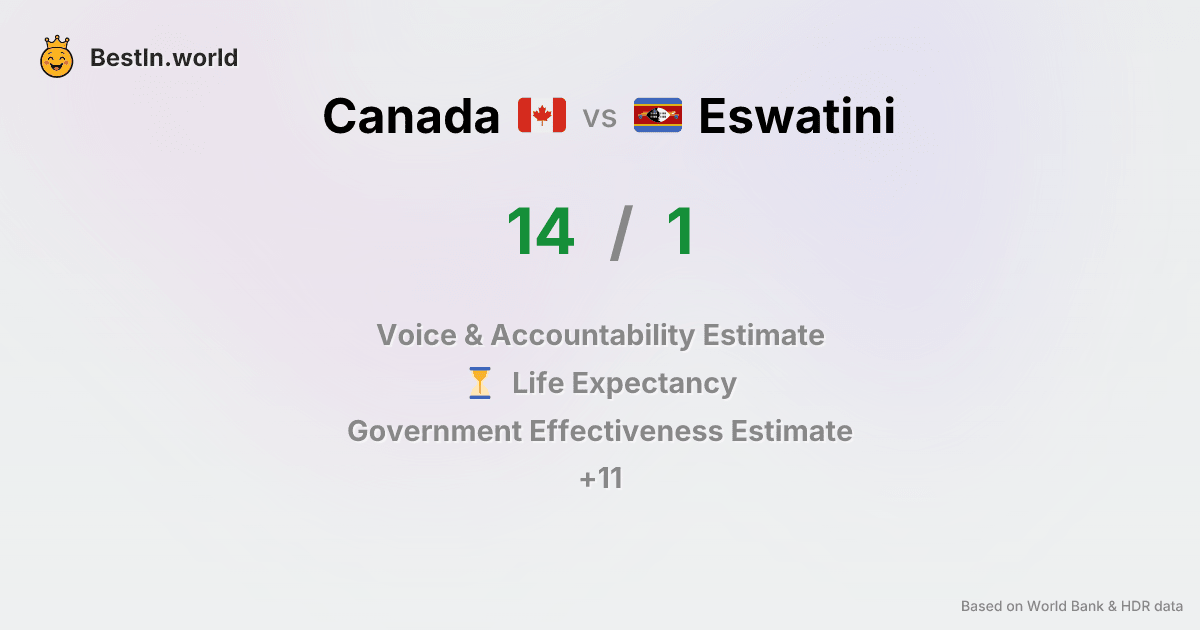 BestIn.world
Canada vs Eswatini
14 / 1
Voice & Accountability Estimate
Life Expectancy
Government Effectiveness Estimate
+11
Based on World Bank & HDR data